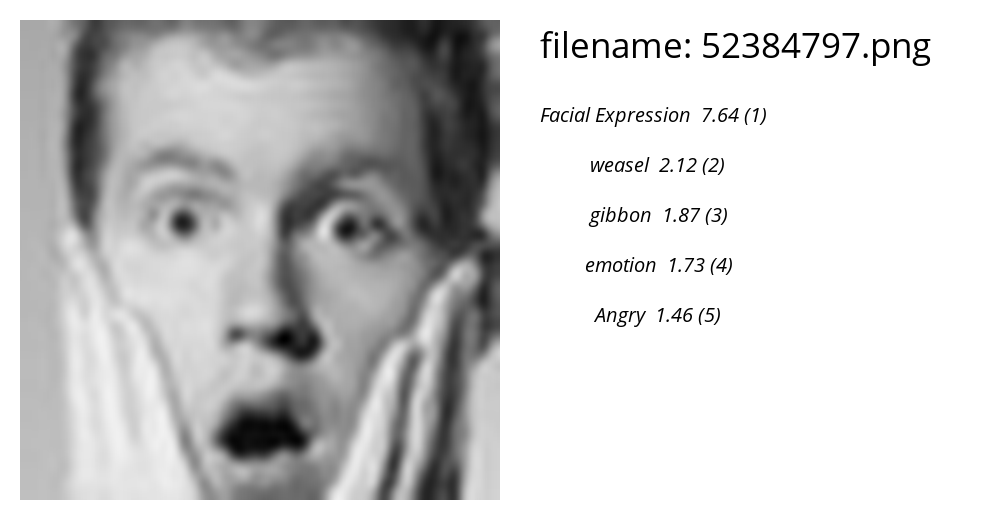 filename: 52384797.png
Facial Expression 7.64 (1)
weasel 2.12 (2)
gibbon 1.87 (3)
emotion 1.73 (4)
Angry 1.46 (5)